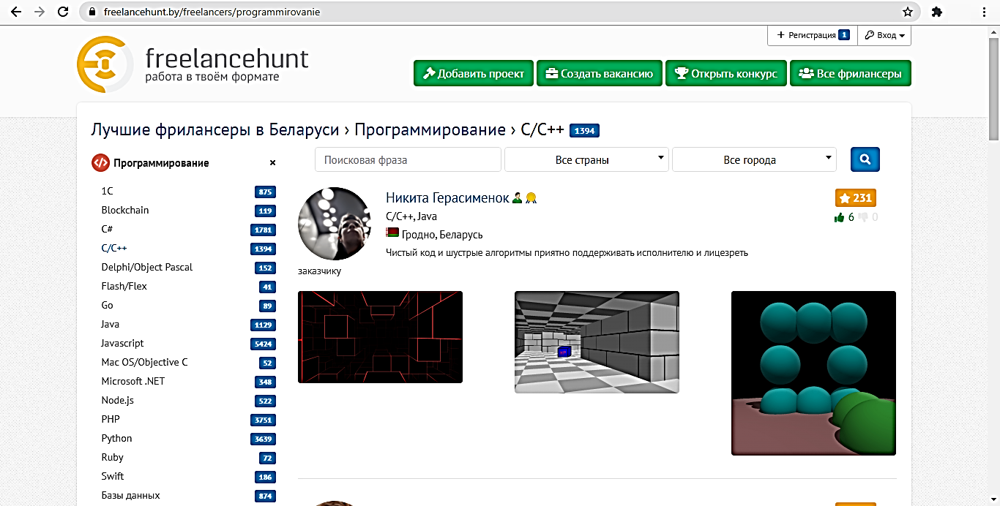 freelancehunt.by/freelancers/programmirovanie
+ Регистрация 1
Вход
freelancehunt
работа в твоём формате
Добавить проект
Создать вакансию
Открыть конкурс
Все фрилансеры
Лучшие фрилансеры в Беларуси › Программирование › C/C++ 1394
Программирование ×
1C 875
Blockchain 119
C# 1781
C/C++ 1394
Delphi/Object Pascal 152
Flash/Flex 41
Go 89
Java 1129
Javascript 5424
Mac OS/Objective C 52
Microsoft .NET 348
Node.js 522
PHP 3751
Python 3639
Ruby 72
Swift 186
Базы данных 874
Поисковая фраза
Все страны
Все города
Никита Герасименок
231
C/C++, Java
6 0
Гродно, Беларусь
Чистый код и шустрые алгоритмы приятно поддерживать исполнителю и лицезреть
заказчику